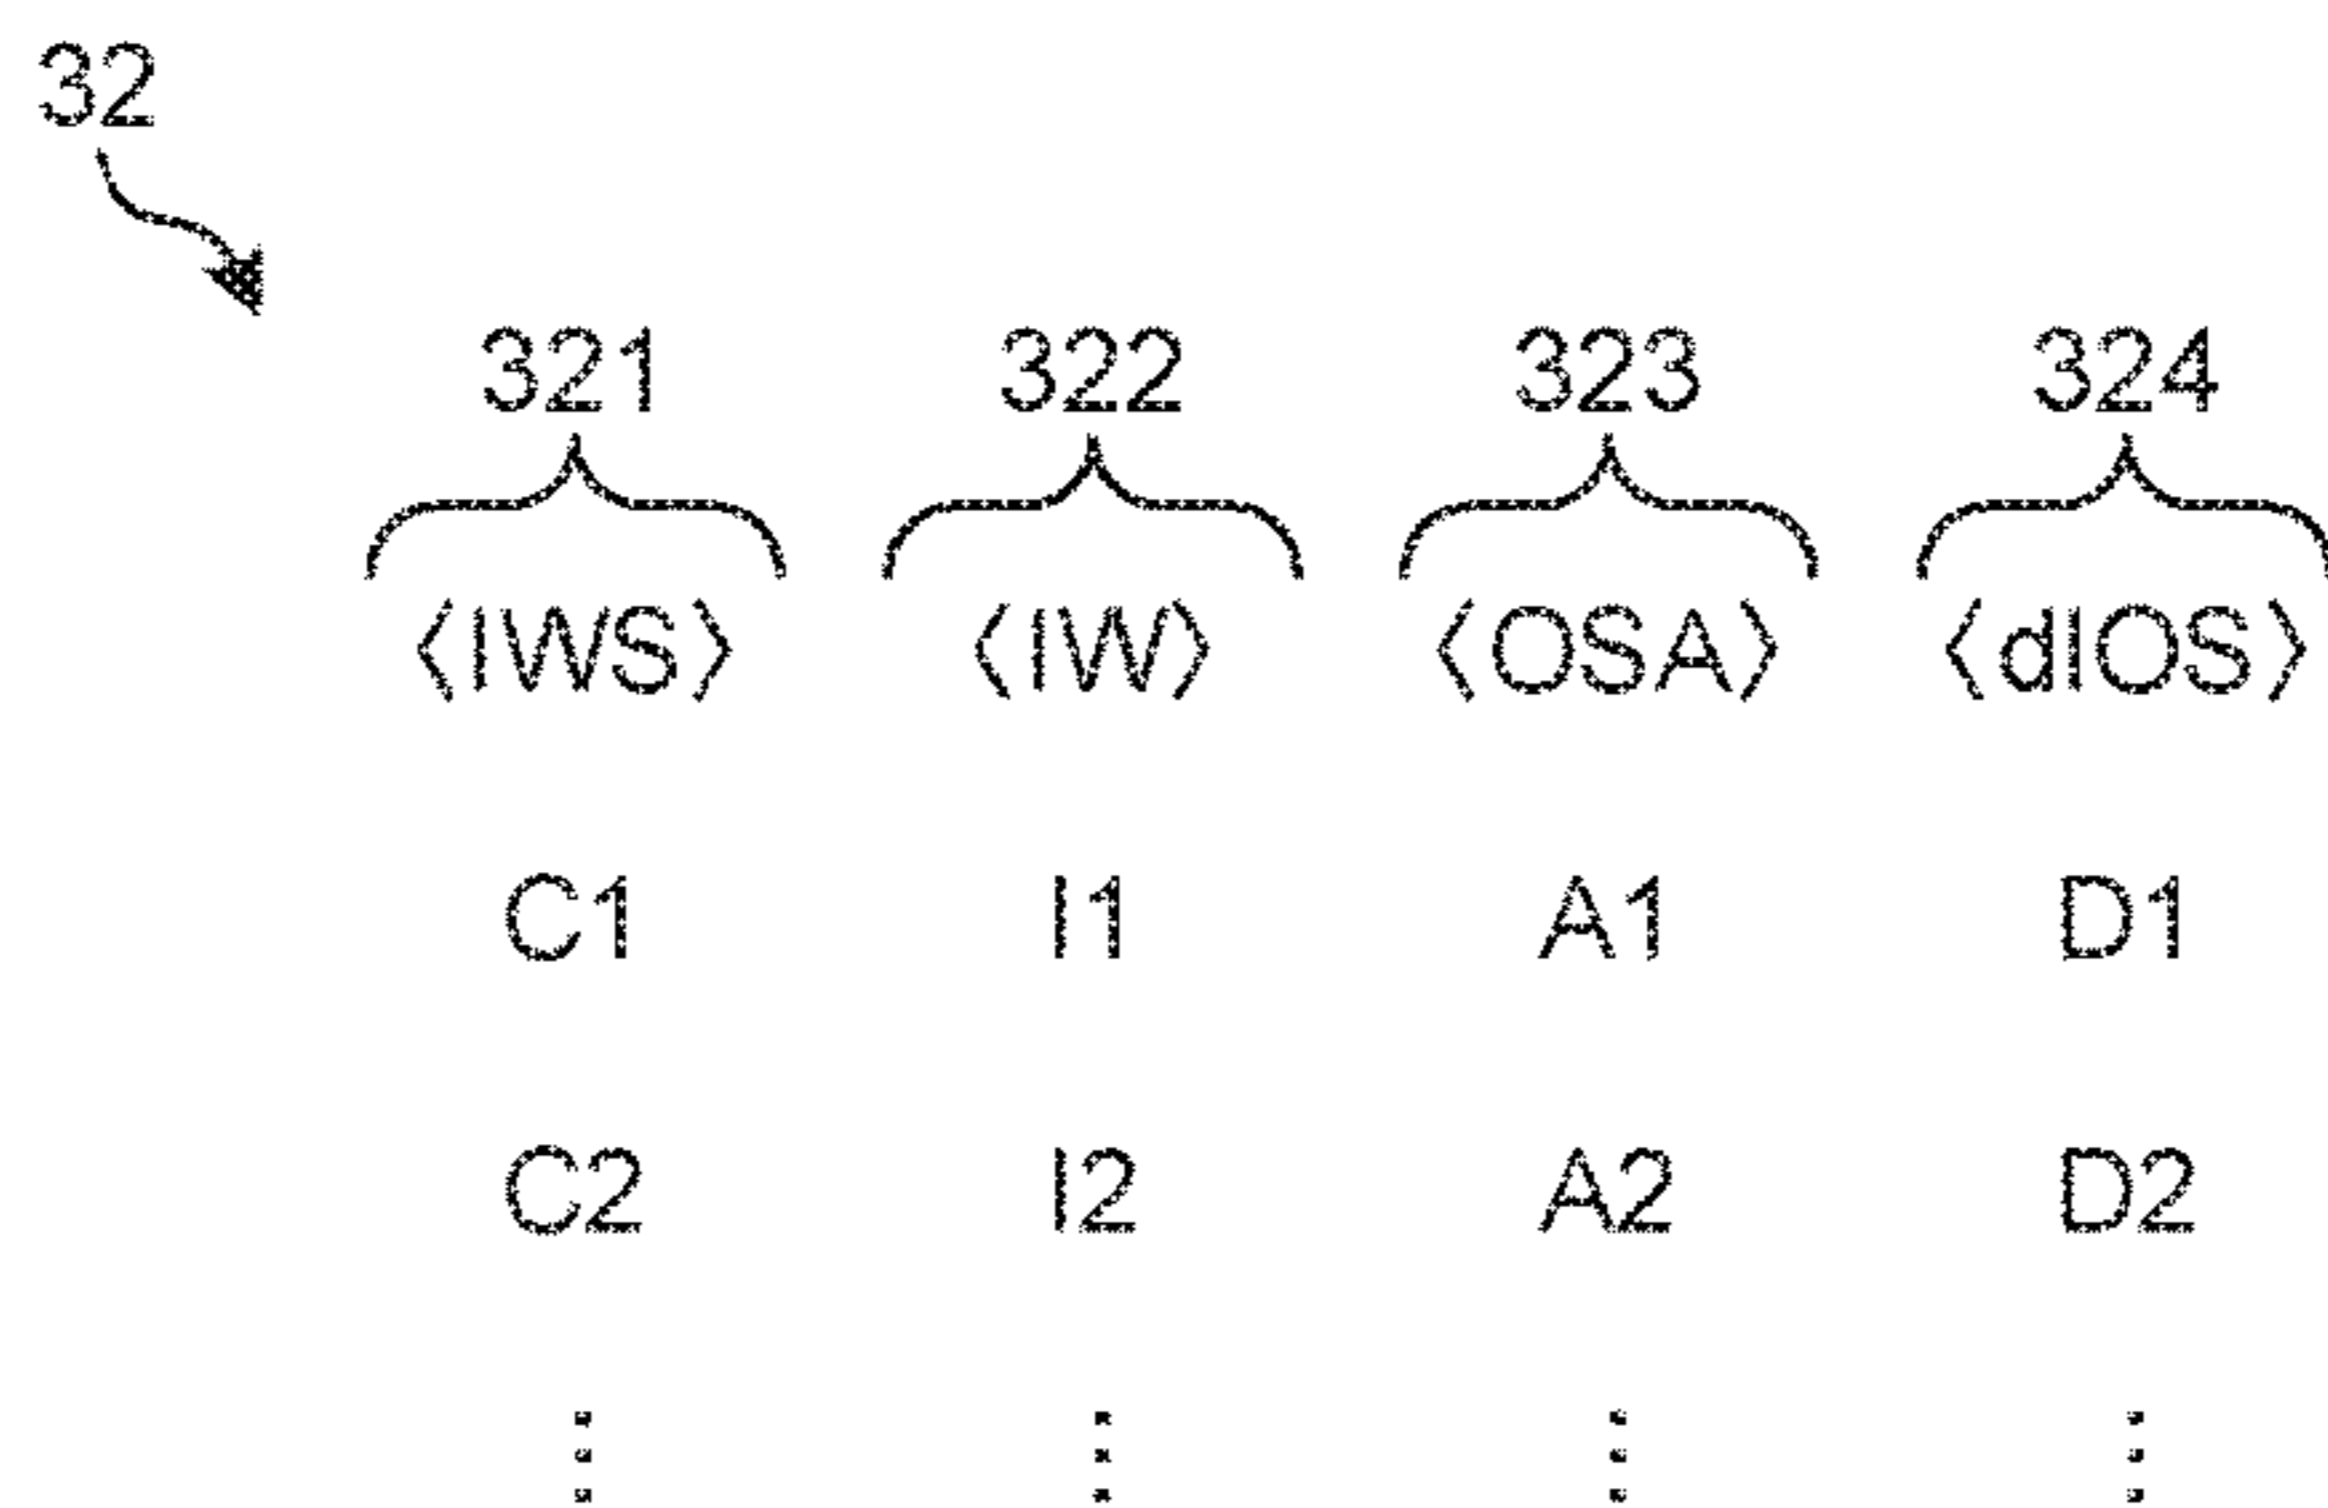 32
321 322 323 324
〈IWS〉 〈IW〉 〈OSA〉 〈dIOS〉
C1 I1 A1 D1
C2 I2 A2 D2